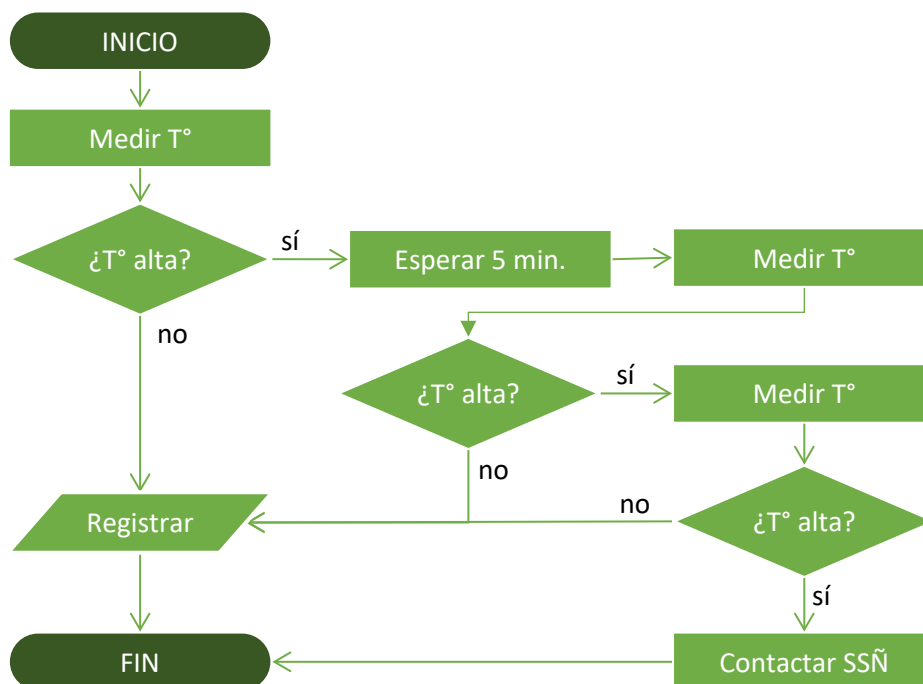 INICIO
Medir T°
¿T° alta?
sí
Esperar 5 min.
Medir T°
no
¿T° alta?
sí
Medir T°
no
Registrar
no
¿T° alta?
sí
FIN
Contactar SSÑ